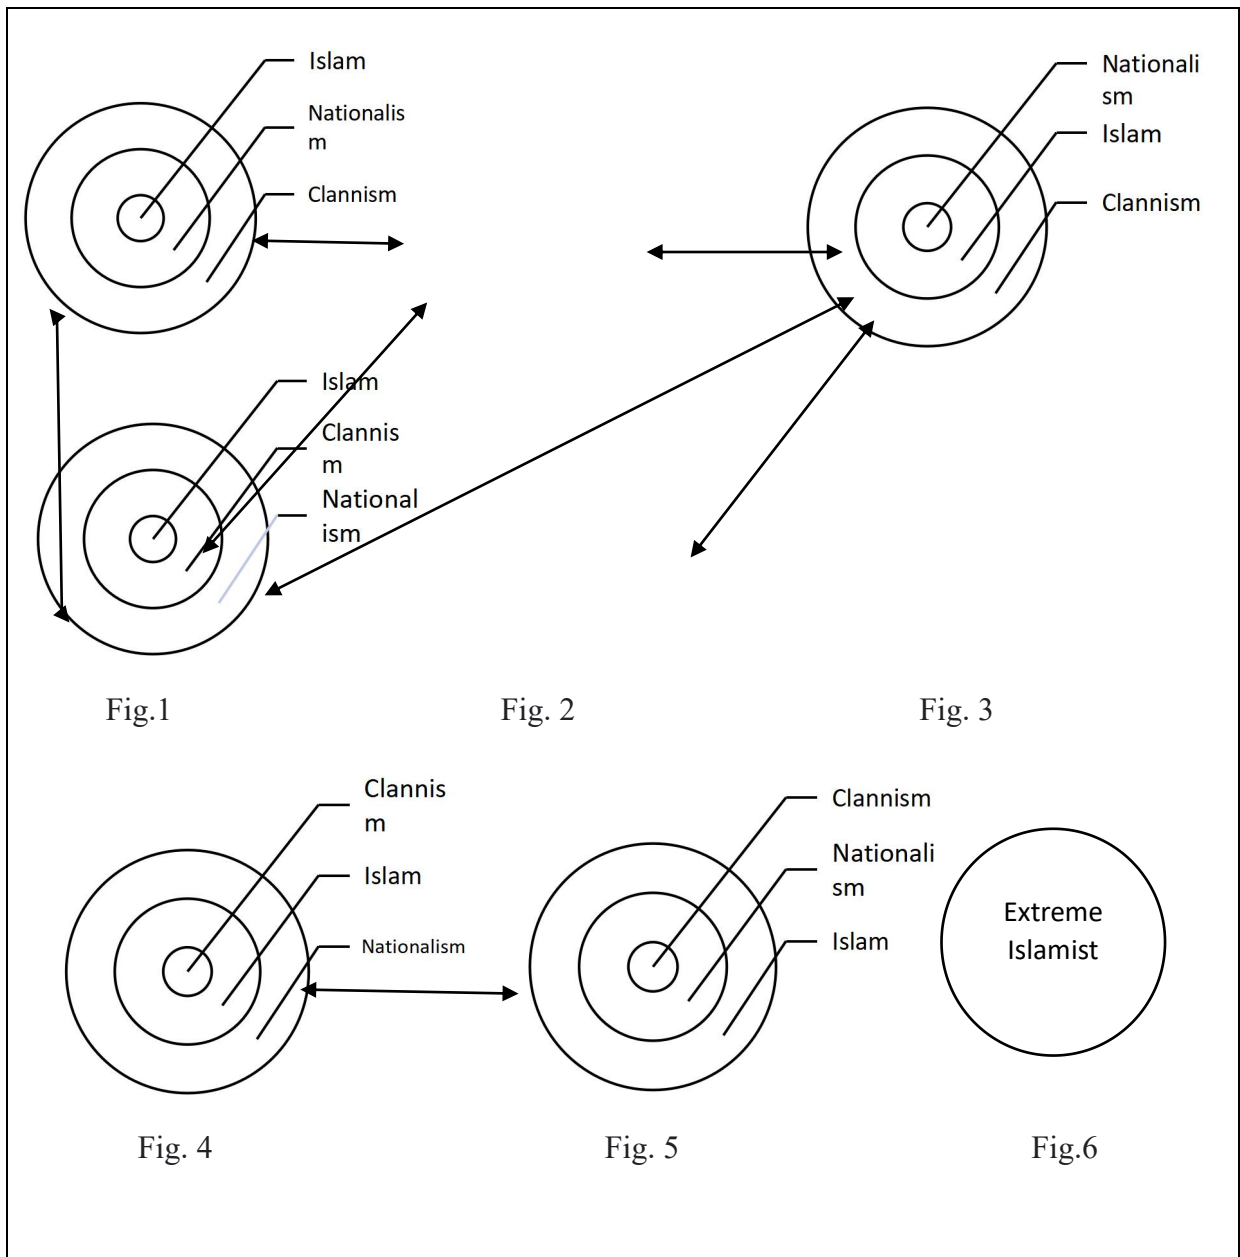 Islam
Nationalis
m
Clannism
Nationali
sm
Islam
Clannism
Islam
Clannis
m
National
ism
Fig.1
Fig. 2
Fig. 3
Clannis
m
Islam
Nationalism
Clannism
Nationali
sm
Islam
Extreme
Islamist
Fig. 4
Fig. 5
Fig.6